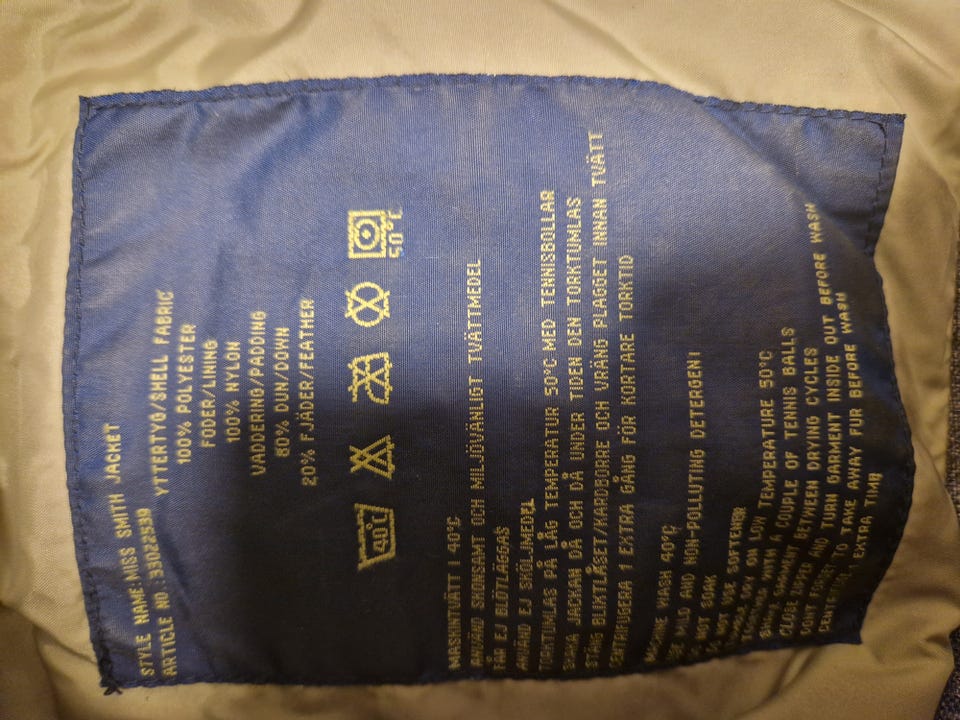 STYLE NAME:MISS SMITH JACKET
ARTICLE NO:33022539
YTTERTYG/SHELL FABRIC
100% POLYESTER
FODER/LINING
100% NYLON
VADDERING/PADDING
80% DUN/DOWN
20% FJÄDER/FEATHER
40°C
50°C
MASKINTVÄTT I 40°C
ANVÄND SKONSAMT OCH MILJÖVÄNLIGT TVÄTTMEDEL
FÅR EJ BLÖTLÄGGAS
ANVÄND EJ SKÖLJMEDEL
TORKTUMLAS PÅ LÅG TEMPERATUR 50°C MED TENNISBOLLAR
SKAKA JACKAN DÅ OCH DÅ UNDER TIDEN DEN TORKTUMLAS
STÄNG BLIXTLÅSET/KARDBORRE OCH VRÄNG PLAGGET INNAN TVÄTT
CENTRIFUGERA 1 EXTRA GÅNG FÖR KORTARE TORKTID
MACHINE WASH 40°C
USE MILD AND NON-POLLUTING DETERGENT
DO NOT SOAK
DO NOT USE SOFTENER
TUMBLE DRY ON LOW TEMPERATURE 50°C
TOGETHER WITH A COUPLE OF TENNIS BALLS
SHAKE GARMENT BETWEEN DRYING CYCLES
CLOSE ZIPPER AND TURN GARMENT INSIDE OUT BEFORE WASH
DONT FORGET TO TAKE AWAY FUR BEFORE WASH
CENTRIFUGE 1 EXTRA TIME